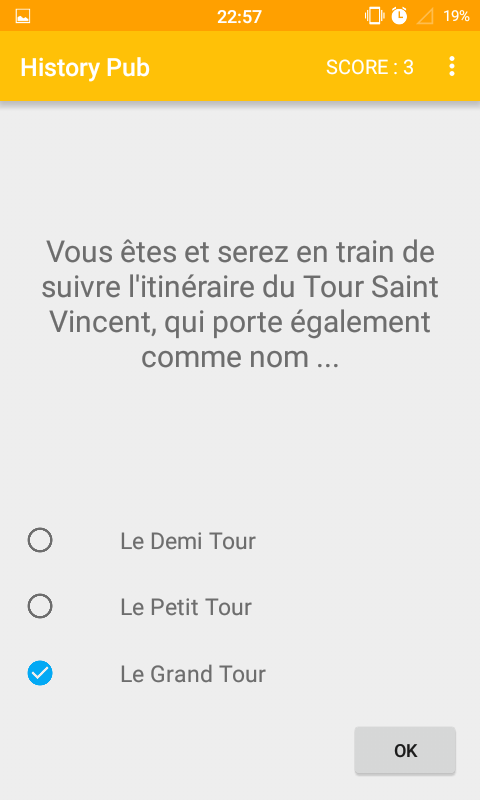 22:57
19%
History Pub
SCORE : 3
Vous êtes et serez en train de
suivre l'itinéraire du Tour Saint
Vincent, qui porte également
comme nom ...
Le Demi Tour
Le Petit Tour
Le Grand Tour
OK